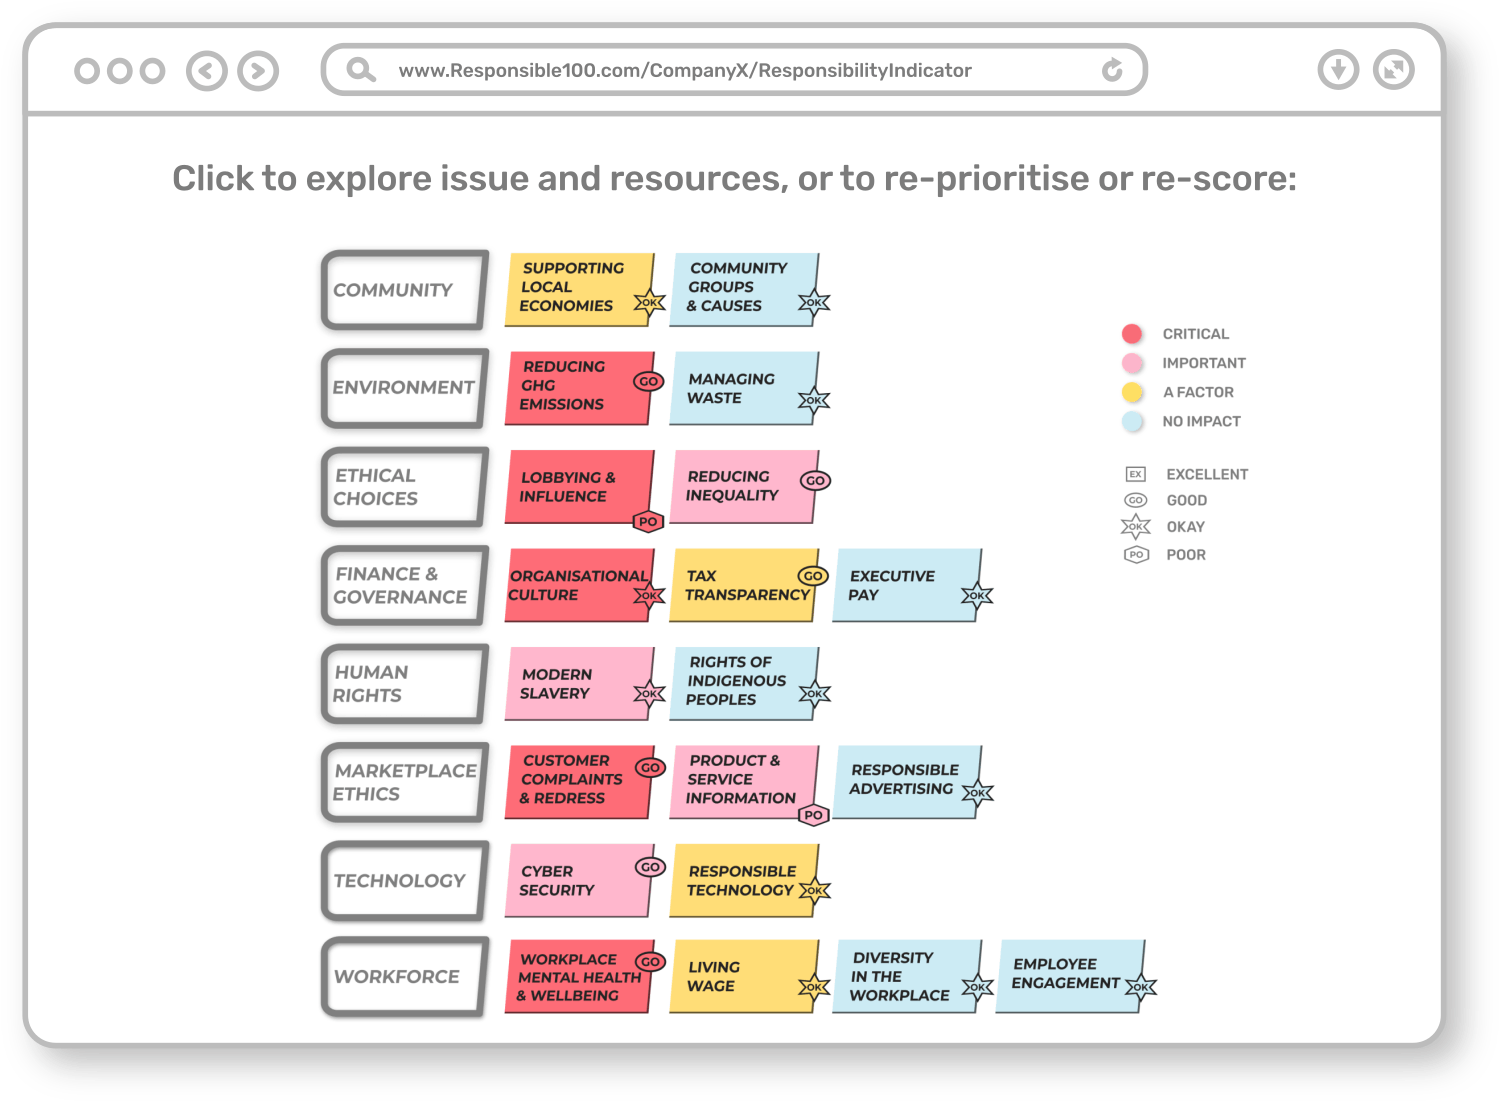 www.Responsible100.com/CompanyX/ResponsibilityIndicator
Click to explore issue and resources, or to re-prioritise or re-score:
COMMUNITY
SUPPORTING
LOCAL
ECONOMIES
OK
COMMUNITY
GROUPS
& CAUSES
OK
ENVIRONMENT
REDUCING
GHG
EMISSIONS
GO
MANAGING
WASTE
OK
ETHICAL
CHOICES
LOBBYING &
INFLUENCE
PO
REDUCING
INEQUALITY
GO
FINANCE &
GOVERNANCE
ORGANISATIONAL
CULTURE
OK
TAX
TRANSPARENCY
GO
EXECUTIVE
PAY
OK
HUMAN
RIGHTS
MODERN
SLAVERY
OK
RIGHTS OF
INDIGENOUS
PEOPLES
OK
MARKETPLACE
ETHICS
CUSTOMER
COMPLAINTS
& REDRESS
GO
PRODUCT &
SERVICE
INFORMATION
PO
RESPONSIBLE
ADVERTISING
OK
TECHNOLOGY
CYBER
SECURITY
GO
RESPONSIBLE
TECHNOLOGY
OK
WORKFORCE
WORKPLACE
MENTAL HEALTH
& WELLBEING
GO
LIVING
WAGE
OK
DIVERSITY
IN THE
WORKPLACE
OK
EMPLOYEE
ENGAGEMENT
OK
CRITICAL
IMPORTANT
A FACTOR
NO IMPACT
EX EXCELLENT
GO GOOD
OK OKAY
PO POOR